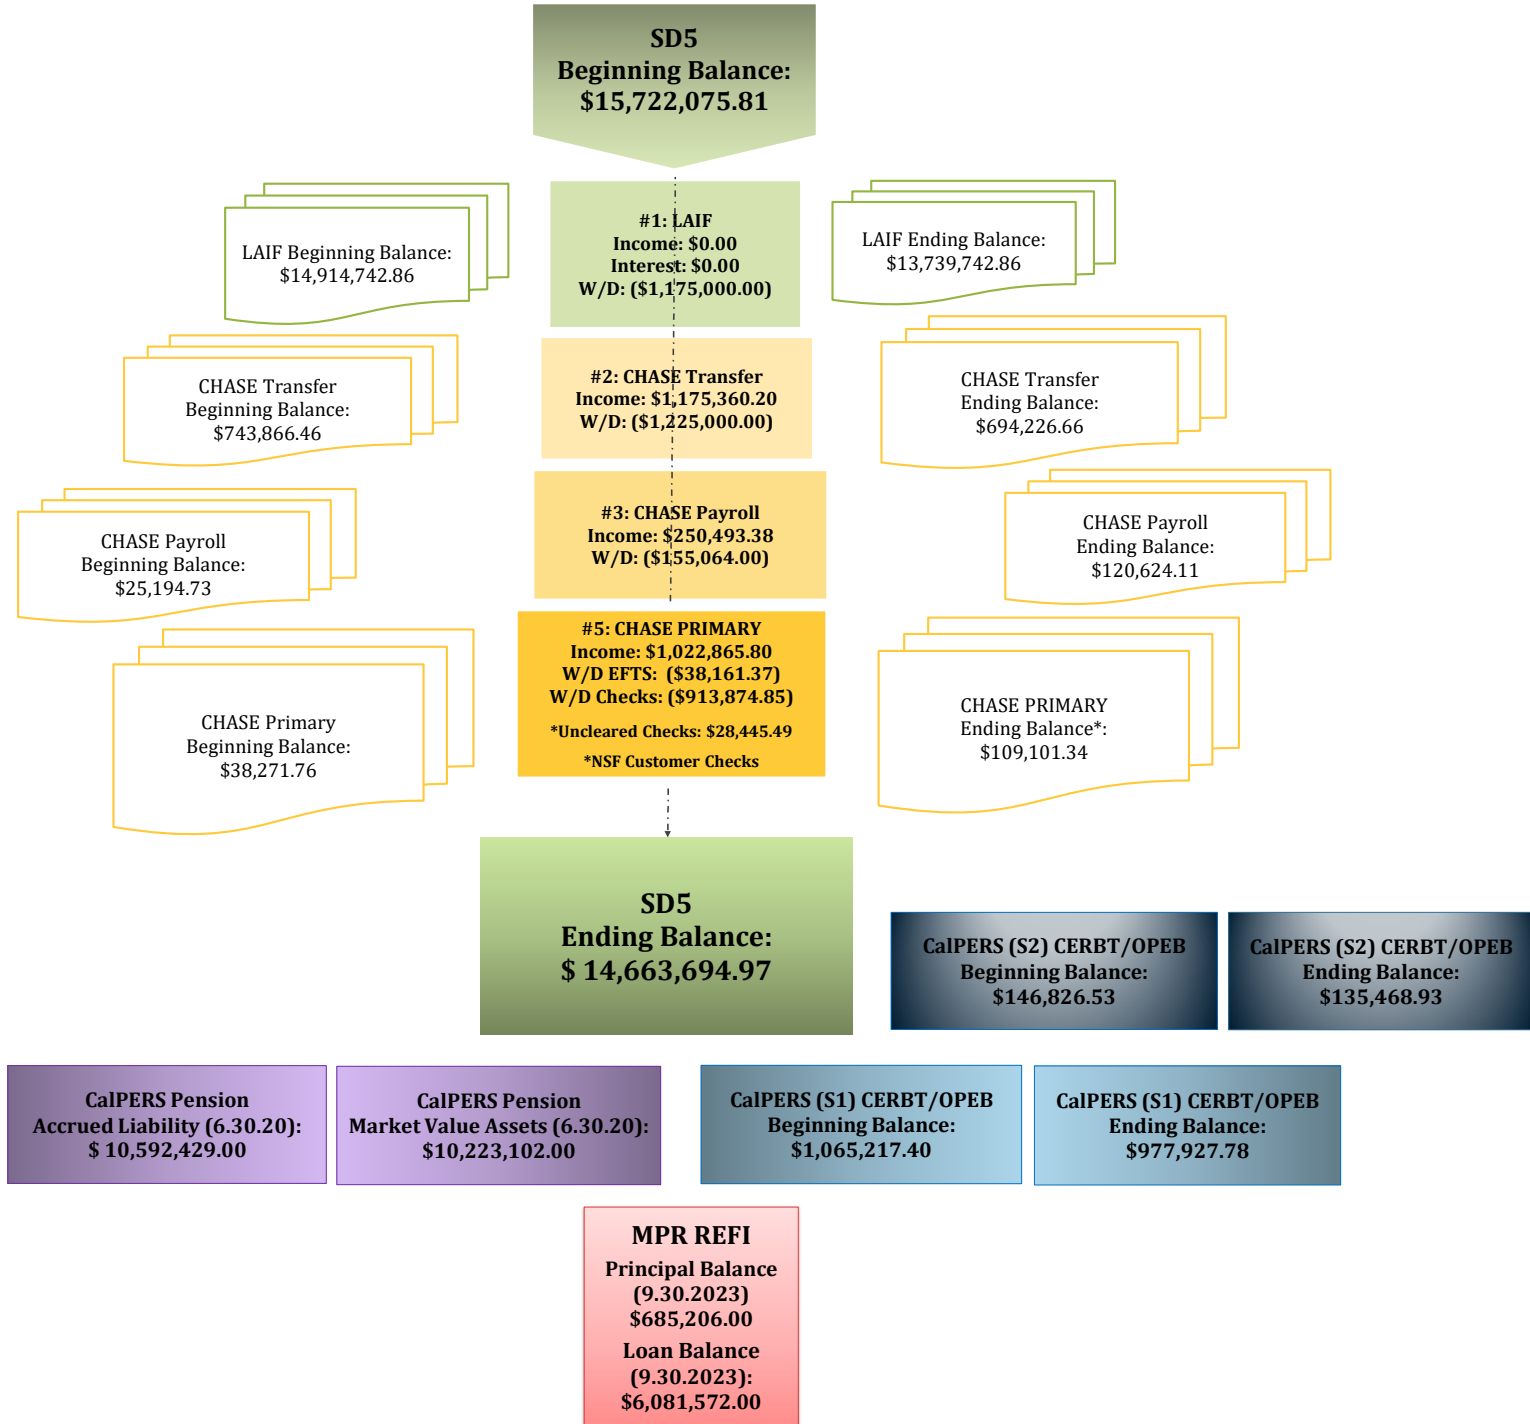 SD5
Beginning Balance:
$15,722,075.81
LAIF Beginning Balance:
$14,914,742.86
#1: LAIF
Income: $0.00
Interest: $0.00
W/D: ($1,175,000.00)
LAIF Ending Balance:
$13,739,742.86
CHASE Transfer
Beginning Balance:
$743,866.46
#2: CHASE Transfer
Income: $1,175,360.20
W/D: ($1,225,000.00)
CHASE Transfer
Ending Balance:
$694,226.66
CHASE Payroll
Beginning Balance:
$25,194.73
#3: CHASE Payroll
Income: $250,493.38
W/D: ($155,064.00)
CHASE Payroll
Ending Balance:
$120,624.11
CHASE Primary
Beginning Balance:
$38,271.76
#5: CHASE PRIMARY
Income: $1,022,865.80
W/D EFTS:  ($38,161.37)
W/D Checks: ($913,874.85)
*Uncleared Checks: $28,445.49
*NSF Customer Checks
CHASE PRIMARY
Ending Balance*:
$109,101.34
SD5
Ending Balance:
$ 14,663,694.97
CalPERS (S2) CERBT/OPEB
Beginning Balance:
$146,826.53
CalPERS (S2) CERBT/OPEB
Ending Balance:
$135,468.93
CalPERS Pension
Accrued Liability (6.30.20):
$ 10,592,429.00
CalPERS Pension
Market Value Assets (6.30.20):
$10,223,102.00
CalPERS (S1) CERBT/OPEB
Beginning Balance:
$1,065,217.40
CalPERS (S1) CERBT/OPEB
Ending Balance:
$977,927.78
MPR REFI
Principal Balance
(9.30.2023)
$685,206.00
Loan Balance
(9.30.2023):
$6,081,572.00